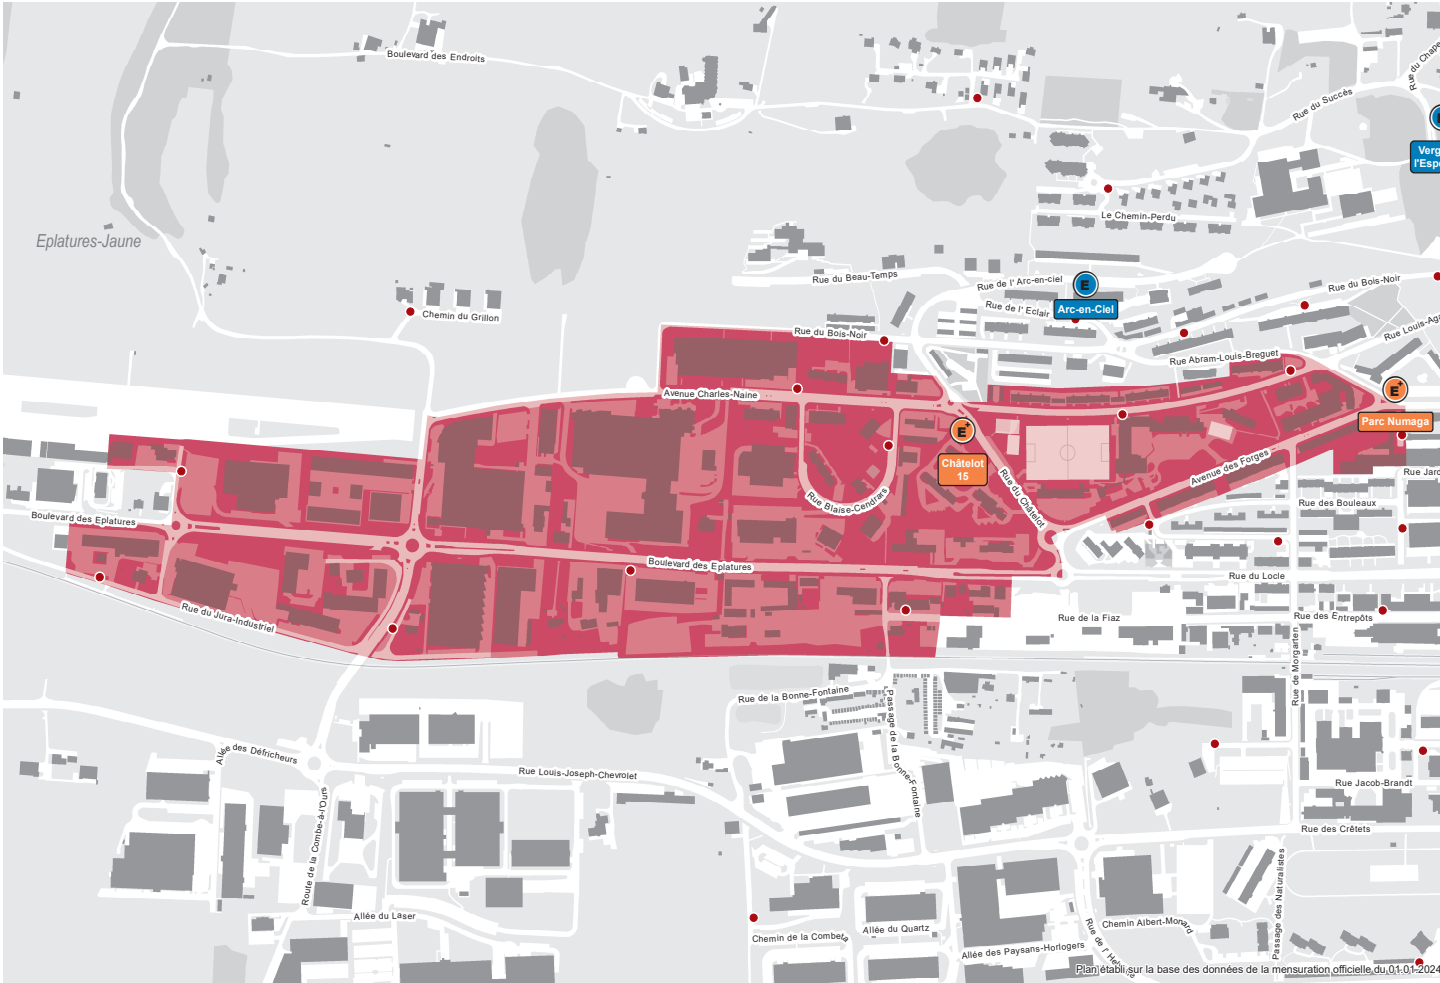 Boulevard des Endroits
Rue du Succès
Rue du Chape
E
Verg
l'Espé
Le Chemin-Perdu
Eplatures-Jaune
Rue du Beau-Temps
Rue de l'Arc-en-ciel
E
Rue du Bois-Noir
Rue de l' Eclair
Arc-en-Ciel
Chemin du Grillon
Rue du Bois-Noir
Rue Louis-Aga
Rue Abram-Louis-Breguet
Avenue Charles-Naine
E+
Parc Numaga
E+
Châtelot
15
Avenue des Forges
Rue Jard
Rue du Châtelot
Rue Blaise-Cendrars
Rue des Bouleaux
Boulevard des Eplatures
Boulevard des Eplatures
Rue du Locle
Rue du Jura-Industriel
Rue de la Fiaz
Rue des Entrepôts
Rue de Morgarten
Rue de la Bonne-Fontaine
Passage de la Bonne-Fontaine
Allée des Défricheurs
Rue Louis-Joseph-Chevrolet
Rue Jacob-Brandt
Route de la Combe-à-l'Ours
Rue des Crêtets
Passage des Naturalistes
Allée du Laser
Chemin de la Combeta
Allée du Quartz
Chemin Albert-Monard
Allée des Paysans-Horlogers
Rue de l' Hel
Plan établi sur la base des données de la mensuration officielle du 01.01.2024